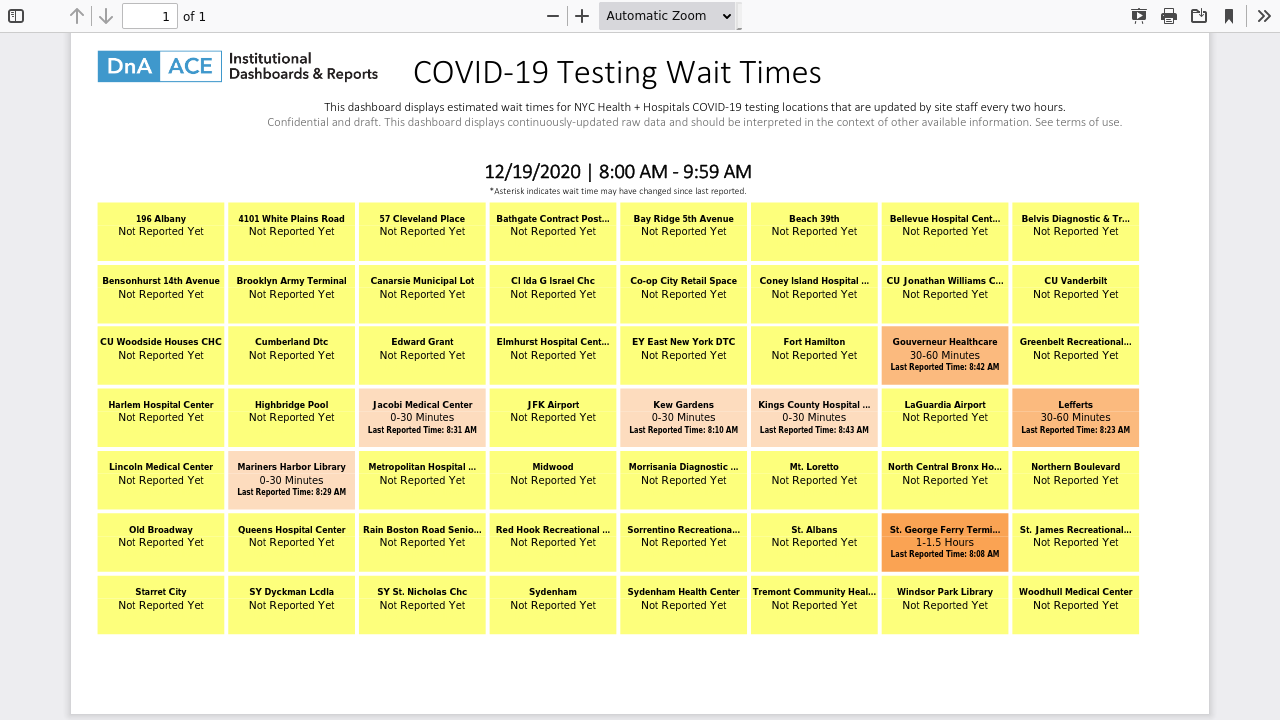 1 of 1
Automatic Zoom
DnA ACE Institutional
Dashboards & Reports
COVID-19 Testing Wait Times
This dashboard displays estimated wait times for NYC Health + Hospitals COVID-19 testing locations that are updated by site staff every two hours.
Confidential and draft. This dashboard displays continuously-updated raw data and should be interpreted in the context of other available information. See terms of use.
12/19/2020 | 8:00 AM - 9:59 AM
*Asterisk indicates wait time may have changed since last reported.
196 Albany
Not Reported Yet
4101 White Plains Road
Not Reported Yet
57 Cleveland Place
Not Reported Yet
Bathgate Contract Post...
Not Reported Yet
Bay Ridge 5th Avenue
Not Reported Yet
Beach 39th
Not Reported Yet
Bellevue Hospital Cent...
Not Reported Yet
Belvis Diagnostic & Tr...
Not Reported Yet
Bensonhurst 14th Avenue
Not Reported Yet
Brooklyn Army Terminal
Not Reported Yet
Canarsie Municipal Lot
Not Reported Yet
CI Ida G Israel Chc
Not Reported Yet
Co-op City Retail Space
Not Reported Yet
Coney Island Hospital ...
Not Reported Yet
CU Jonathan Williams C...
Not Reported Yet
CU Vanderbilt
Not Reported Yet
CU Woodside Houses CHC
Not Reported Yet
Cumberland Dtc
Not Reported Yet
Edward Grant
Not Reported Yet
Elmhurst Hospital Cent...
Not Reported Yet
EY East New York DTC
Not Reported Yet
Fort Hamilton
Not Reported Yet
Gouverneur Healthcare
30-60 Minutes
Last Reported Time: 8:42 AM
Greenbelt Recreational...
Not Reported Yet
Harlem Hospital Center
Not Reported Yet
Highbridge Pool
Not Reported Yet
Jacobi Medical Center
0-30 Minutes
Last Reported Time: 8:31 AM
JFK Airport
Not Reported Yet
Kew Gardens
0-30 Minutes
Last Reported Time: 8:10 AM
Kings County Hospital ...
0-30 Minutes
Last Reported Time: 8:43 AM
LaGuardia Airport
Not Reported Yet
Lefferts
30-60 Minutes
Last Reported Time: 8:23 AM
Lincoln Medical Center
Not Reported Yet
Mariners Harbor Library
0-30 Minutes
Last Reported Time: 8:29 AM
Metropolitan Hospital ...
Not Reported Yet
Midwood
Not Reported Yet
Morrisania Diagnostic ...
Not Reported Yet
Mt. Loretto
Not Reported Yet
North Central Bronx Ho...
Not Reported Yet
Northern Boulevard
Not Reported Yet
Old Broadway
Not Reported Yet
Queens Hospital Center
Not Reported Yet
Rain Boston Road Senio...
Not Reported Yet
Red Hook Recreational ...
Not Reported Yet
Sorrentino Recreationa...
Not Reported Yet
St. Albans
Not Reported Yet
St. George Ferry Termi...
1-1.5 Hours
Last Reported Time: 8:08 AM
St. James Recreational...
Not Reported Yet
Starret City
Not Reported Yet
SY Dyckman Lcdla
Not Reported Yet
SY St. Nicholas Chc
Not Reported Yet
Sydenham
Not Reported Yet
Sydenham Health Center
Not Reported Yet
Tremont Community Heal...
Not Reported Yet
Windsor Park Library
Not Reported Yet
Woodhull Medical Center
Not Reported Yet